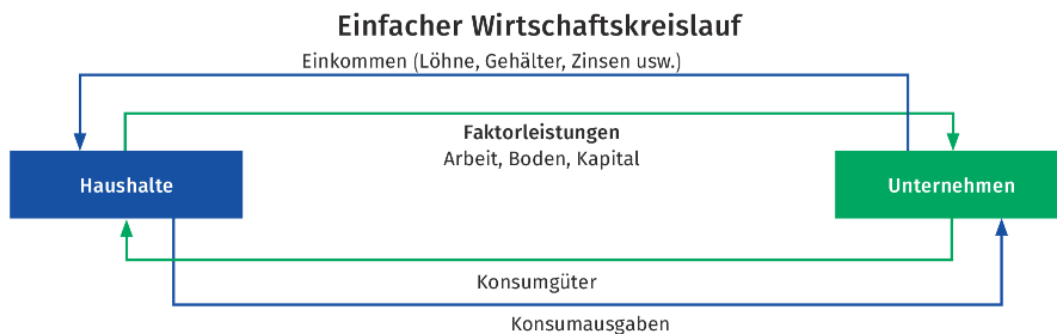 Einfacher Wirtschaftskreislauf
Einkommen (Löhne, Gehälter, Zinsen usw.)
Faktorleistungen
Arbeit, Boden, Kapital
Haushalte
Unternehmen
Konsumgüter
Konsumausgaben